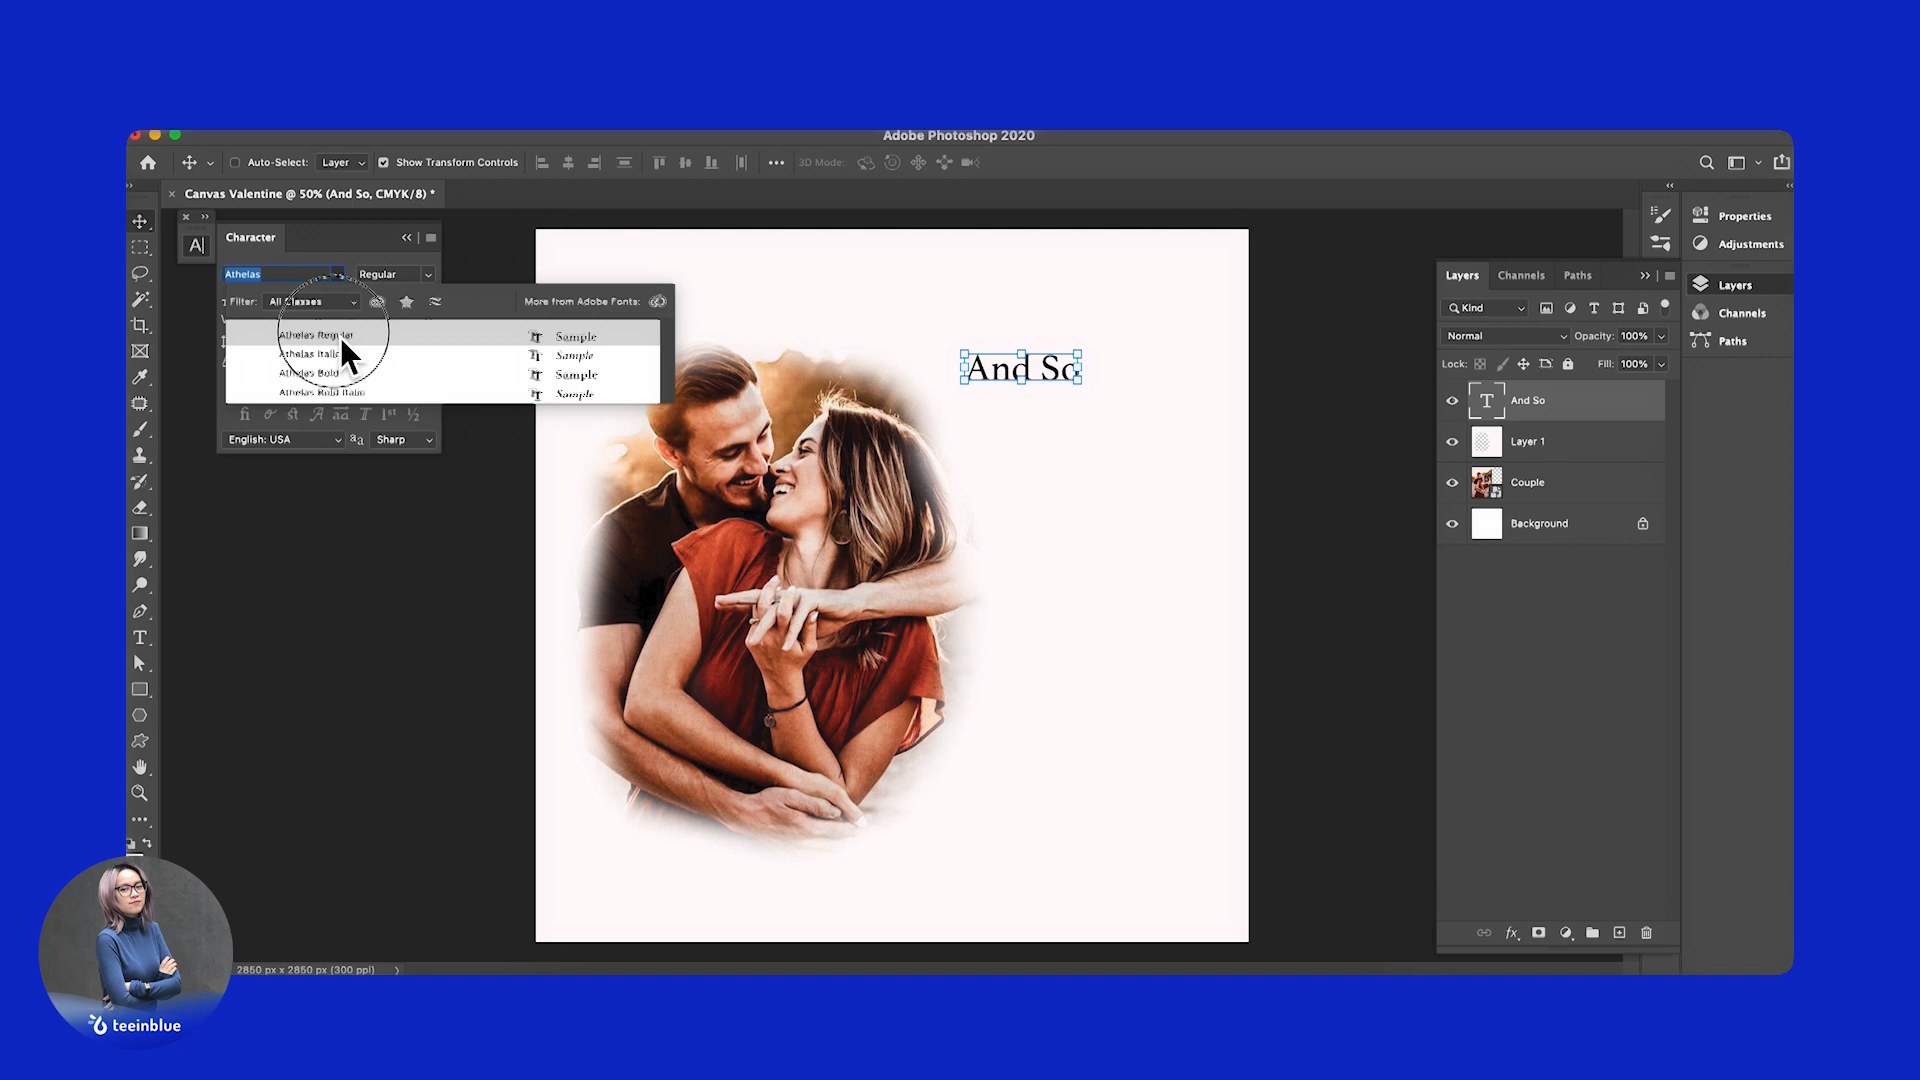 Adobe Photoshop 2020
Auto-Select: Layer Show Transform Controls 3D Mode:
Canvas Valentine @ 50% (And So, CMYK/8) *
Character
Athelas Regular
Filter: All Classes More from Adobe Fonts:
Athelas Regular Sample
Athelas Italic Sample
Athelas Bold Sample
Athelas Bold Italic Sample
English: USA aa Sharp
And So
Layers Channels Paths
Kind
Normal Opacity: 100%
Lock: Fill: 100%
And So
Layer 1
Couple
Background
Properties
Adjustments
Layers
Channels
Paths
2850 px x 2850 px (300 ppi)
teeinblue